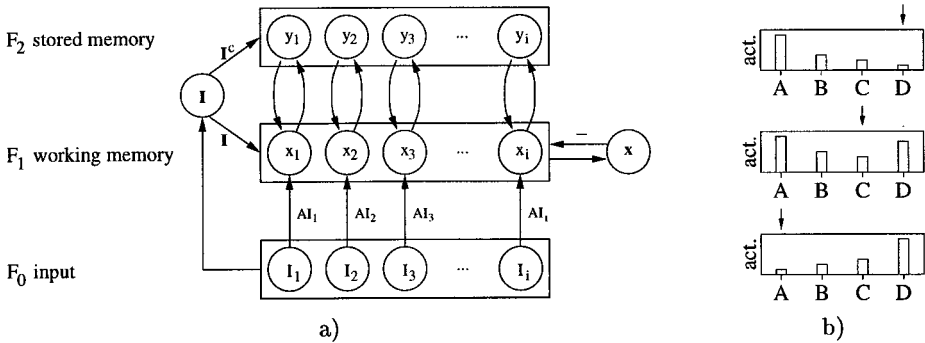 F₂ stored memory
y₁ y₂ y₃ ... yᵢ
Iᶜ
I
I
F₁ working memory
x₁ x₂ x₃ ... xᵢ
−
x
AI₁ AI₂ AI₃ AIᵢ
F₀ input
I₁ I₂ I₃ ... Iᵢ
a)
act.
A B C D
act.
A B C D
act.
A B C D
b)